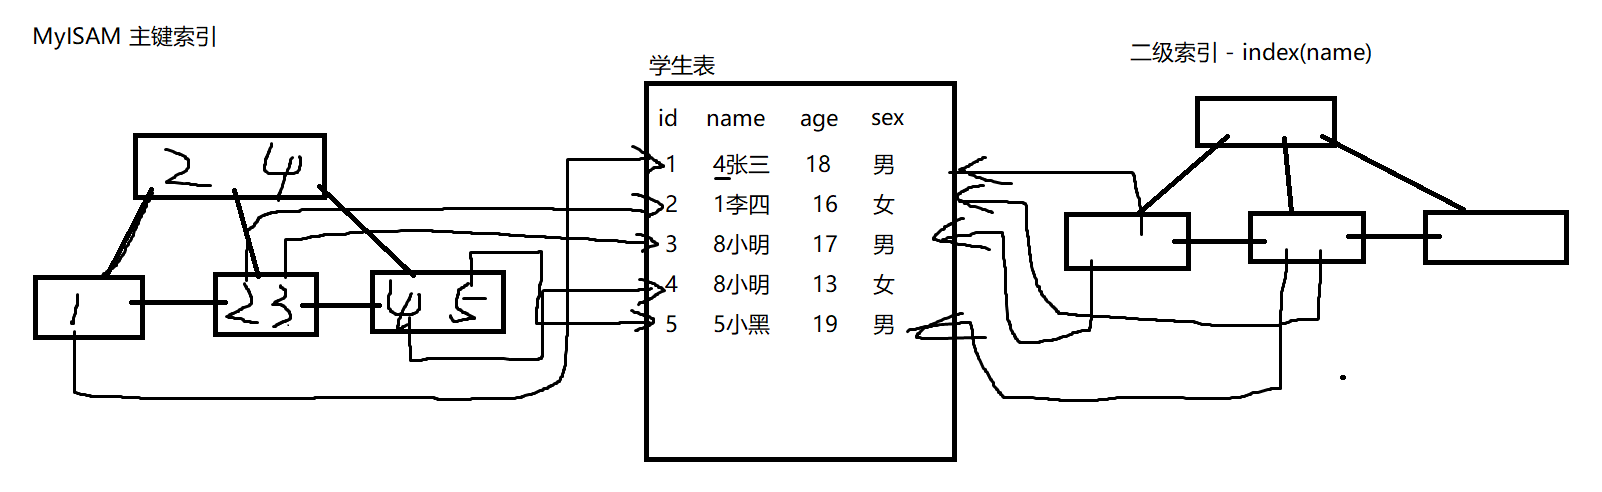 MyISAM 主键索引
学生表
二级索引 - index(name)
id name age sex
1 4张三 18 男
2 1李四 16 女
3 8小明 17 男
4 8小明 13 女
5 5小黑 19 男
2 4
1
2 3
4 5